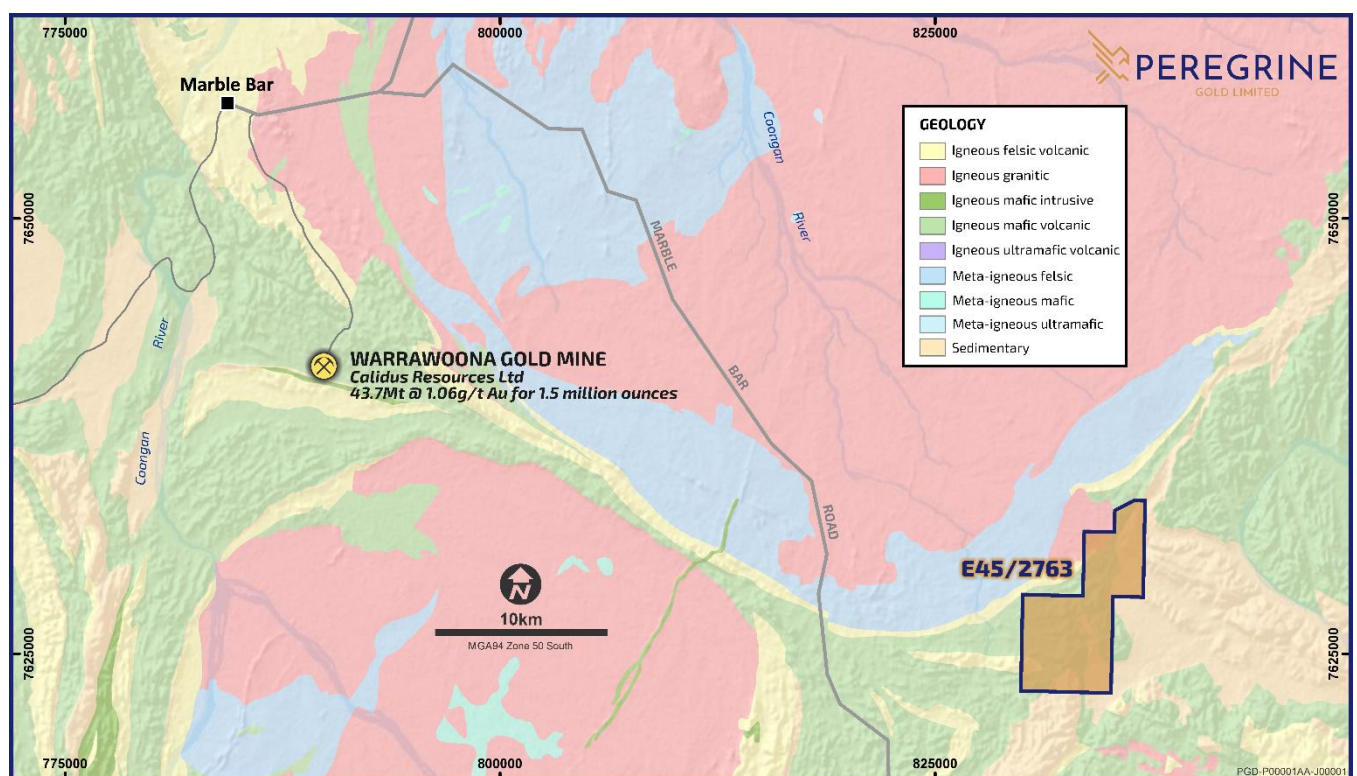 775000
800000
825000
PEREGRINE
GOLD LIMITED
Marble Bar
Coongan
River
GEOLOGY
Igneous felsic volcanic
Igneous granitic
Igneous mafic intrusive
Igneous mafic volcanic
Igneous ultramafic volcanic
Meta-igneous felsic
Meta-igneous mafic
Meta-igneous ultramafic
Sedimentary
7650000
7650000
MARBLE
BAR
ROAD
River
Coongan
WARRAWOONA GOLD MINE
Calidus Resources Ltd
43.7Mt @ 1.06g/t Au for 1.5 million ounces
E45/2763
N
10km
MGA94 Zone 50 South
7625000
7625000
775000
800000
825000
PGD-P00001AA-J00001